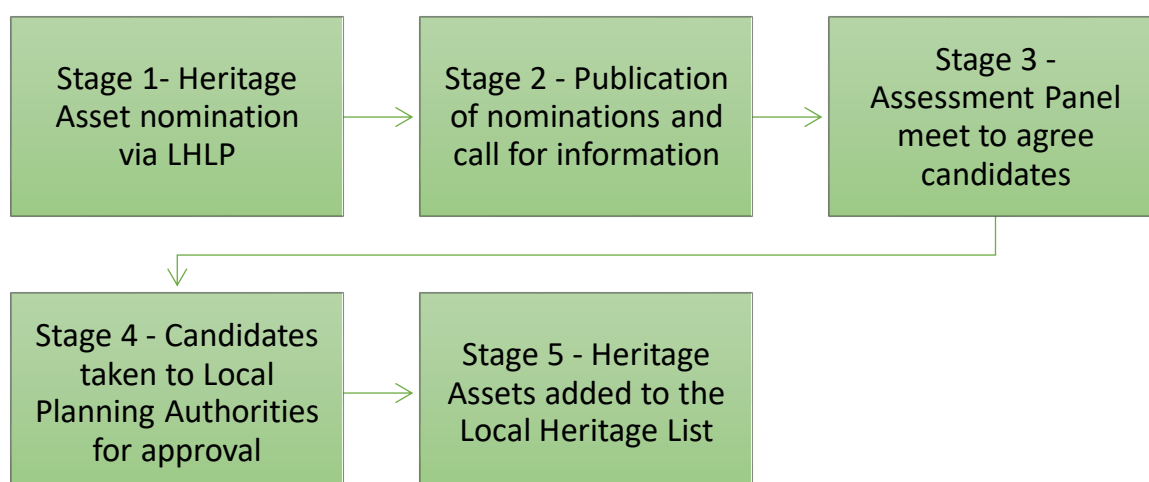 Stage 1- Heritage
Asset nomination
via LHLP
Stage 2 - Publication
of nominations and
call for information
Stage 3 -
Assessment Panel
meet to agree
candidates
Stage 4 - Candidates
taken to Local
Planning Authorities
for approval
Stage 5 - Heritage
Assets added to the
Local Heritage List